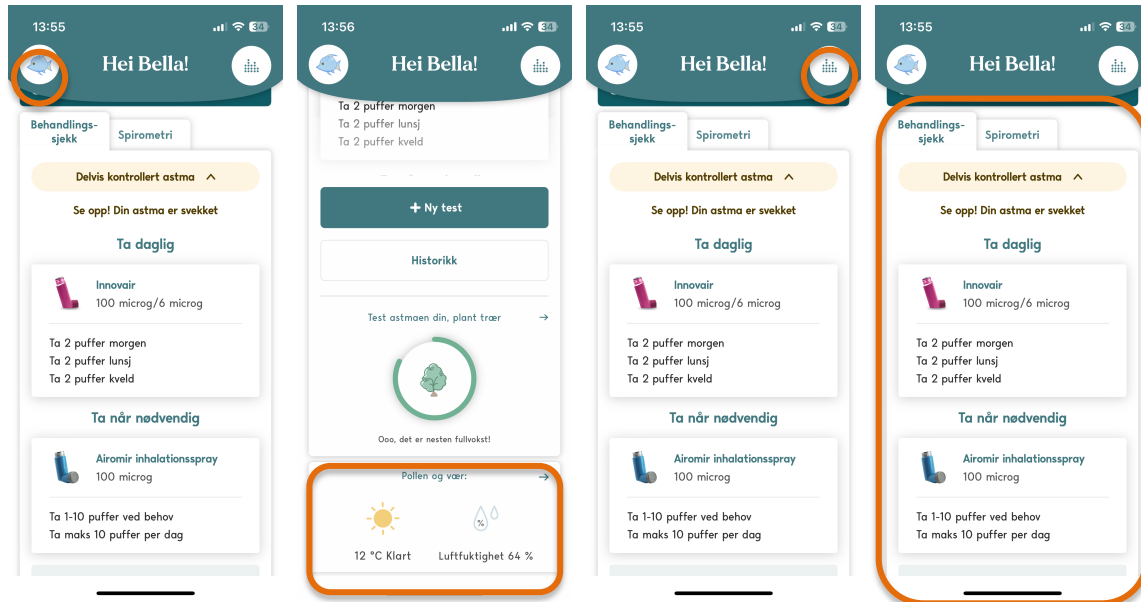 13:55
34
Hei Bella!
Behandlings-
sjekk
Spirometri
Delvis kontrollert astma
Se opp! Din astma er svekket
Ta daglig
Innovair
100 microg/6 microg
Ta 2 puffer morgen
Ta 2 puffer lunsj
Ta 2 puffer kveld
Ta når nødvendig
Airomir inhalationsspray
100 microg
Ta 1-10 puffer ved behov
Ta maks 10 puffer per dag
13:56
34
Hei Bella!
Ta 2 puffer morgen
Ta 2 puffer lunsj
Ta 2 puffer kveld
+ Ny test
Historikk
Test astmaen din, plant trær →
Ooo, det er nesten fullvokst!
Pollen og vær: →
%
12 °C Klart
Luftfuktighet 64 %
13:55
34
Hei Bella!
Behandlings-
sjekk
Spirometri
Delvis kontrollert astma
Se opp! Din astma er svekket
Ta daglig
Innovair
100 microg/6 microg
Ta 2 puffer morgen
Ta 2 puffer lunsj
Ta 2 puffer kveld
Ta når nødvendig
Airomir inhalationsspray
100 microg
Ta 1-10 puffer ved behov
Ta maks 10 puffer per dag
13:55
34
Hei Bella!
Behandlings-
sjekk
Spirometri
Delvis kontrollert astma
Se opp! Din astma er svekket
Ta daglig
Innovair
100 microg/6 microg
Ta 2 puffer morgen
Ta 2 puffer lunsj
Ta 2 puffer kveld
Ta når nødvendig
Airomir inhalationsspray
100 microg
Ta 1-10 puffer ved behov
Ta maks 10 puffer per dag